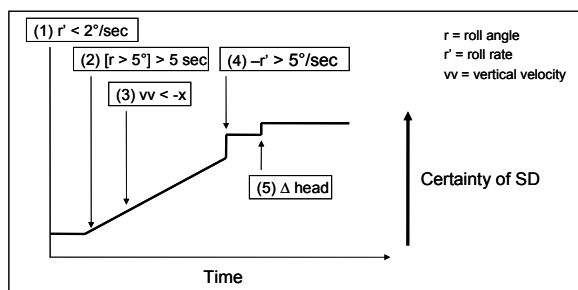 (1) r' < 2°/sec
r = roll angle
r' = roll rate
vv = vertical velocity
(2) [r > 5°] > 5 sec
(4) –r' > 5°/sec
(3) vv < -x
Certainty of SD
(5) Δ head
Time